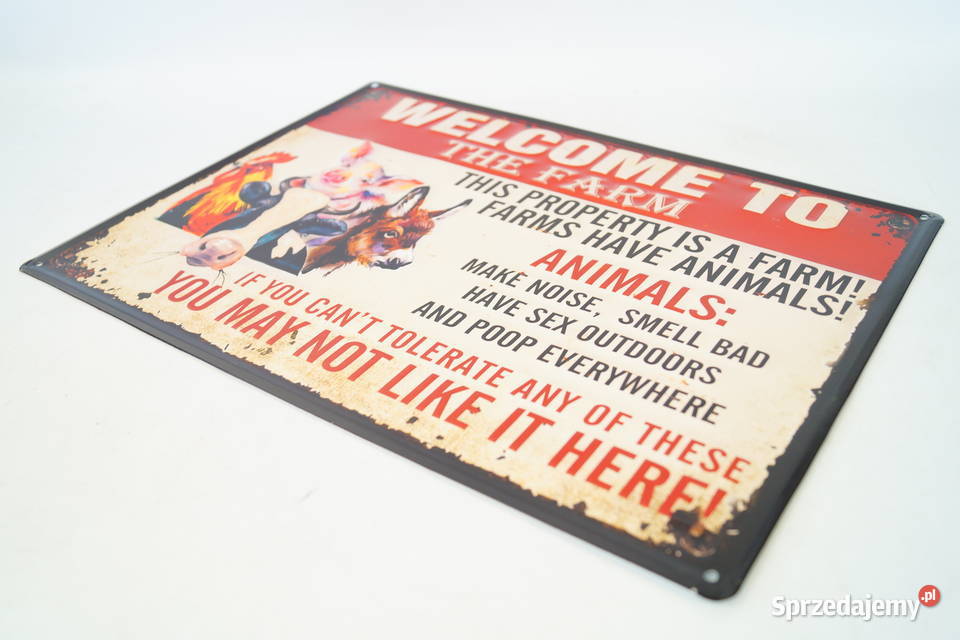 WELCOME TO
THE FARM
THIS PROPERTY IS A FARM!
FARMS HAVE ANIMALS!
ANIMALS:
MAKE NOISE, SMELL BAD
HAVE SEX OUTDOORS
AND POOP EVERYWHERE
IF YOU CAN'T TOLERATE ANY OF THESE
YOU MAY NOT LIKE IT HERE!
Sprzedajemy.pl